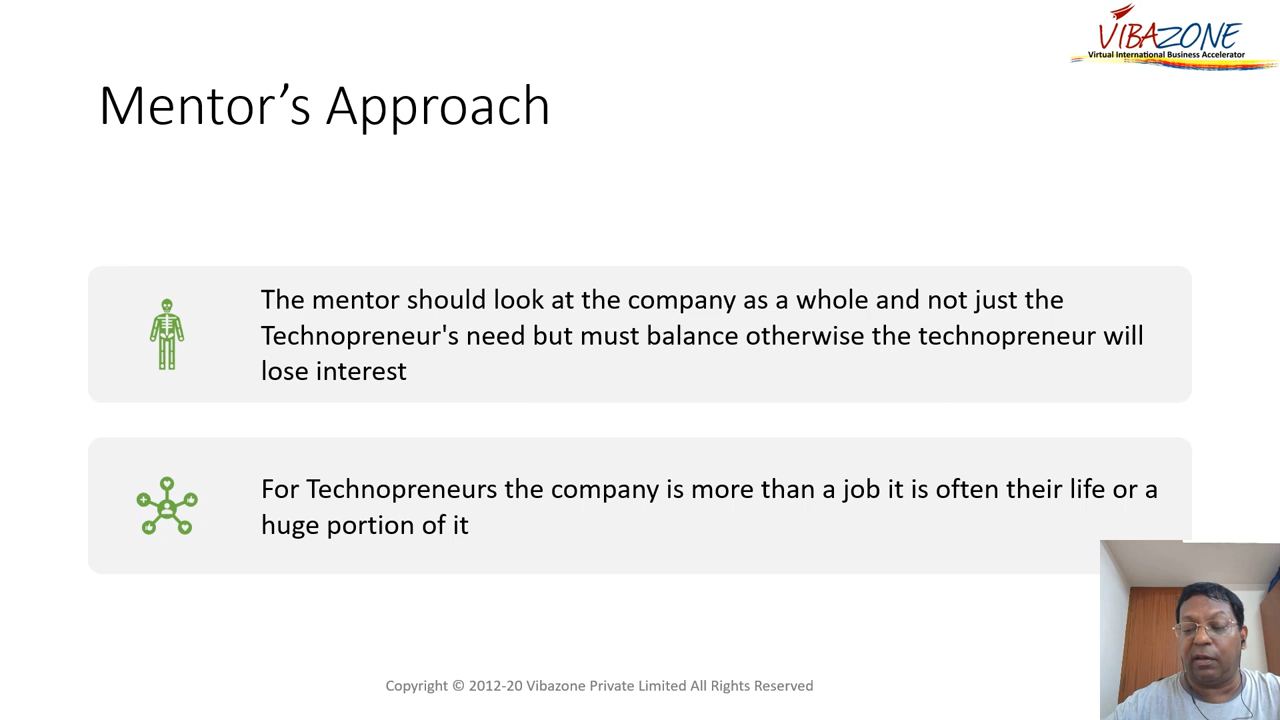 VIBAZONE
Virtual International Business Accelerator
Mentor’s Approach
The mentor should look at the company as a whole and not just the
Technopreneur's need but must balance otherwise the technopreneur will
lose interest
For Technopreneurs the company is more than a job it is often their life or a
huge portion of it
Copyright © 2012-20 Vibazone Private Limited All Rights Reserved